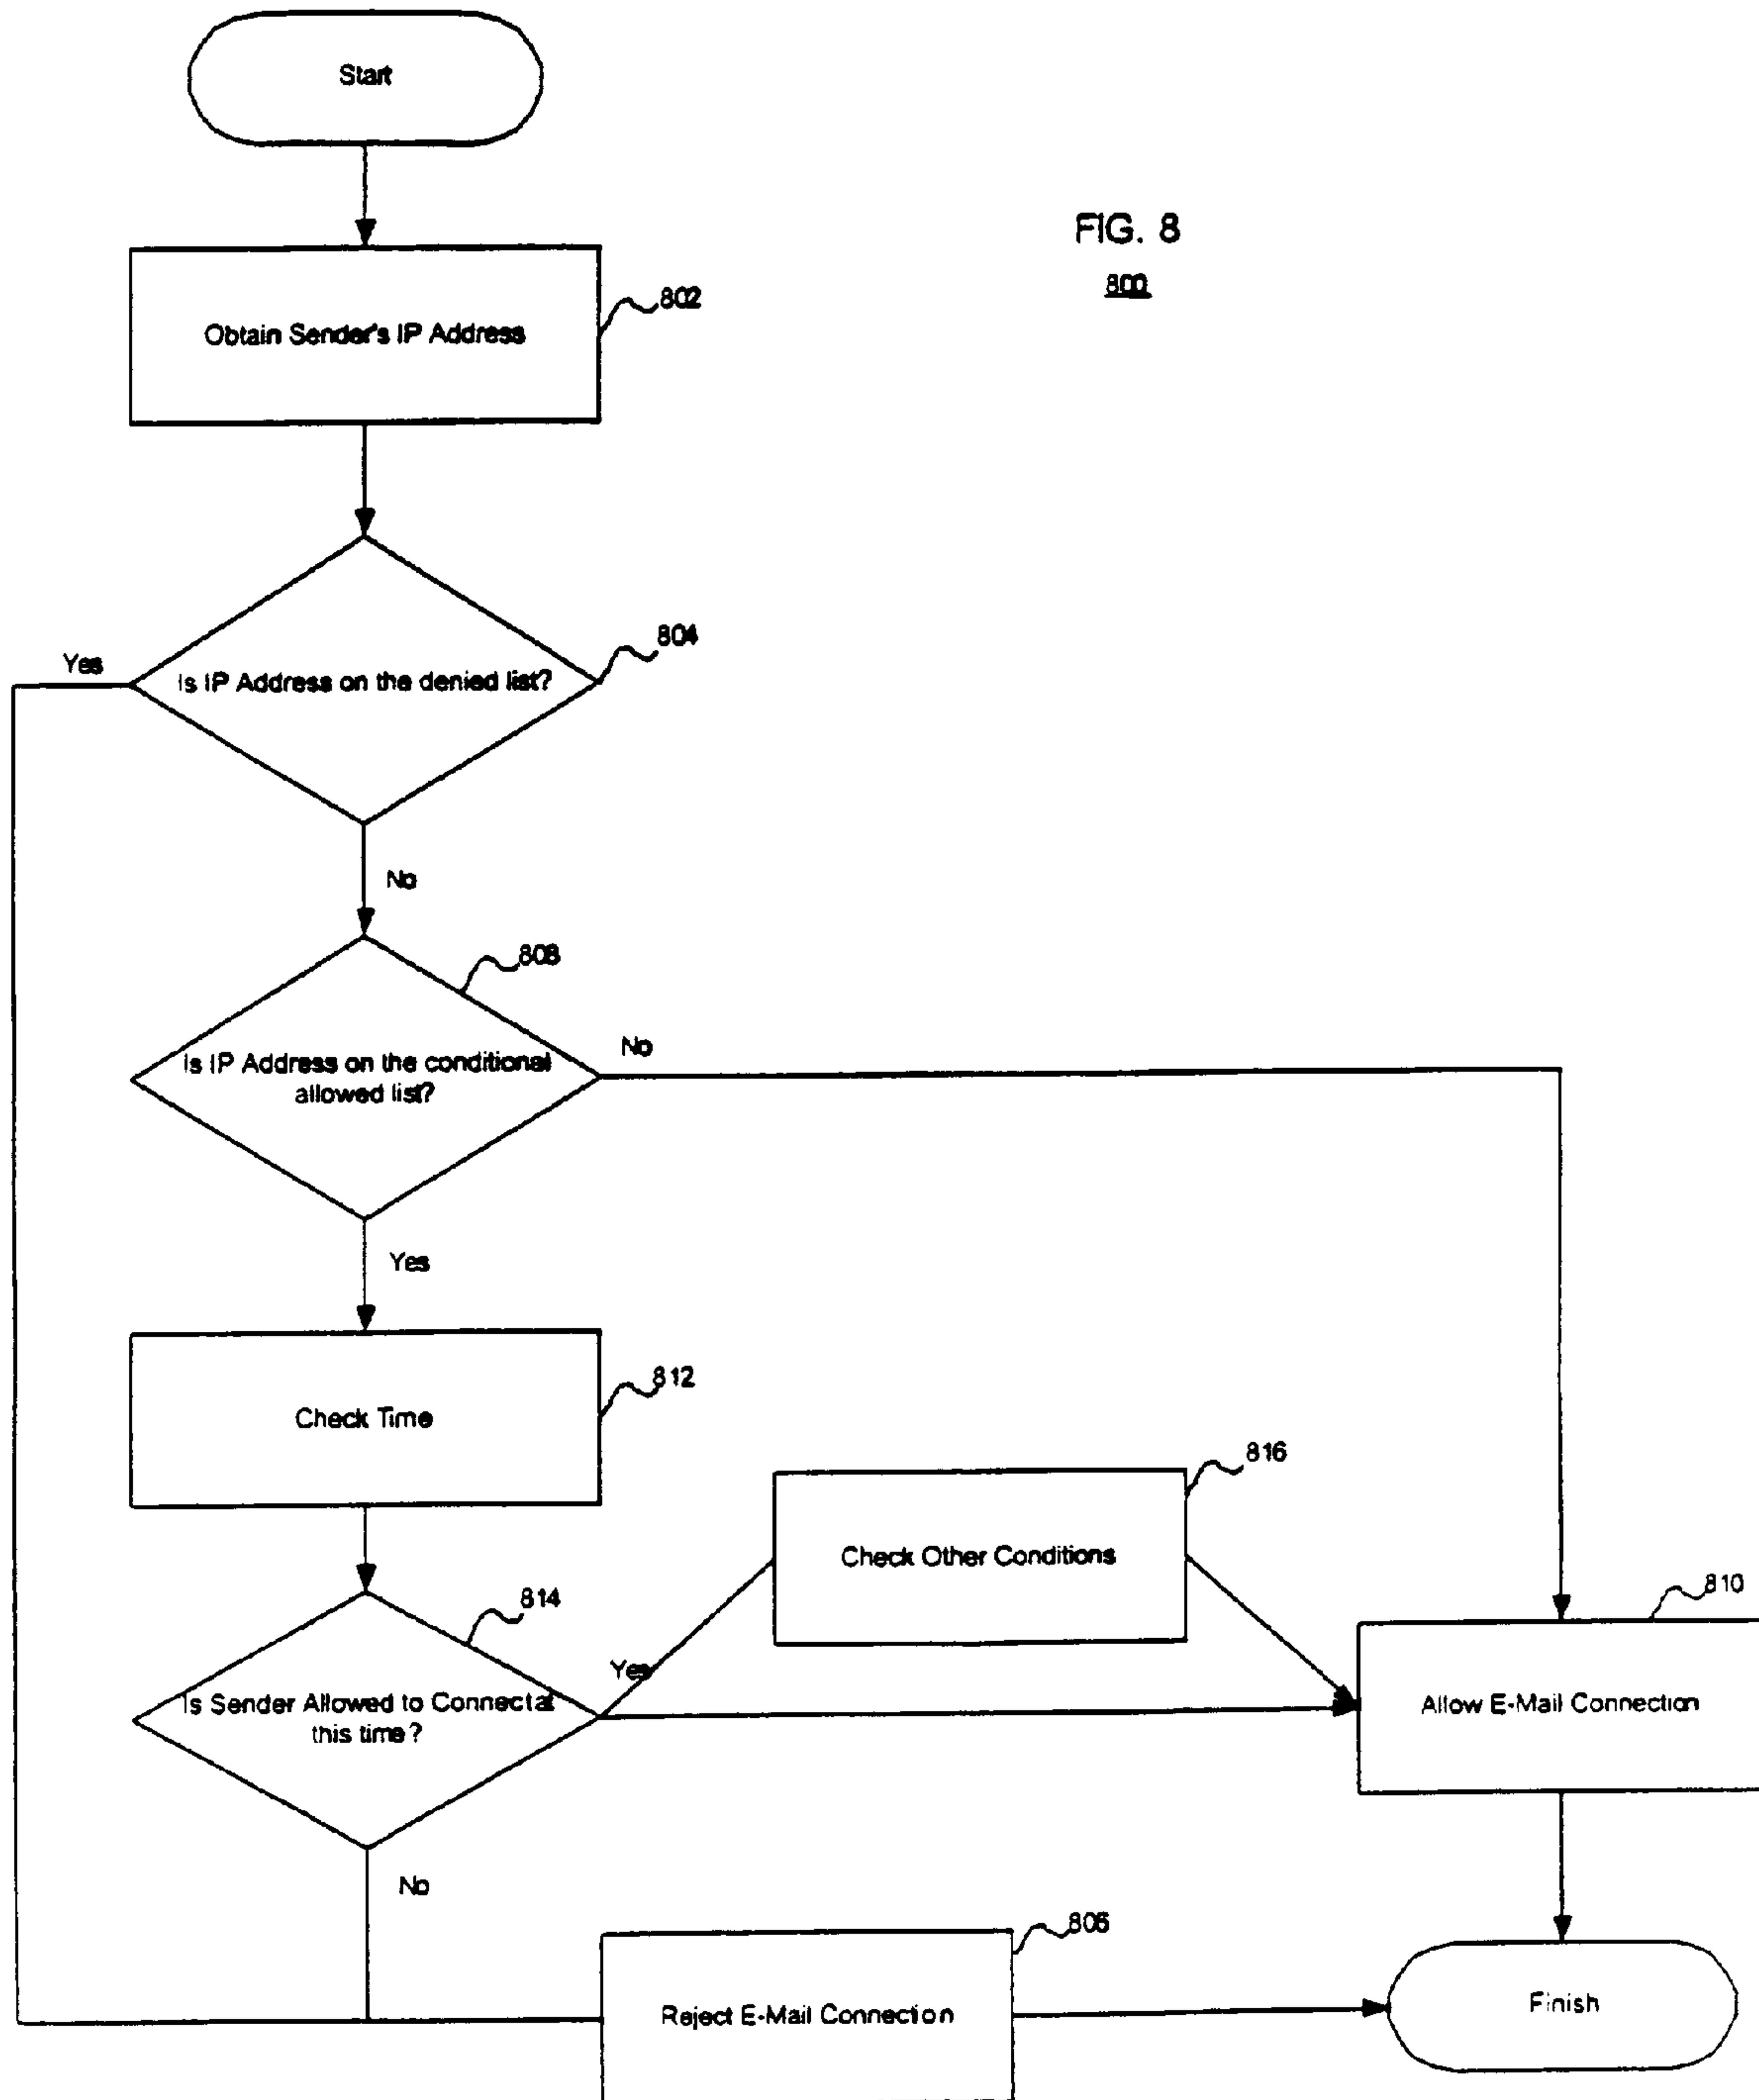 Start
FIG. 8
800
802
Obtain Sender's IP Address
804
Yes
Is IP Address on the denied list?
No
808
Is IP Address on the conditional
allowed list?
No
Yes
812
Check Time
816
Check Other Conditions
814
810
Yes
Is Sender Allowed to Connect at
this time?
Allow E-Mail Connection
No
806
Reject E-Mail Connection
Finish